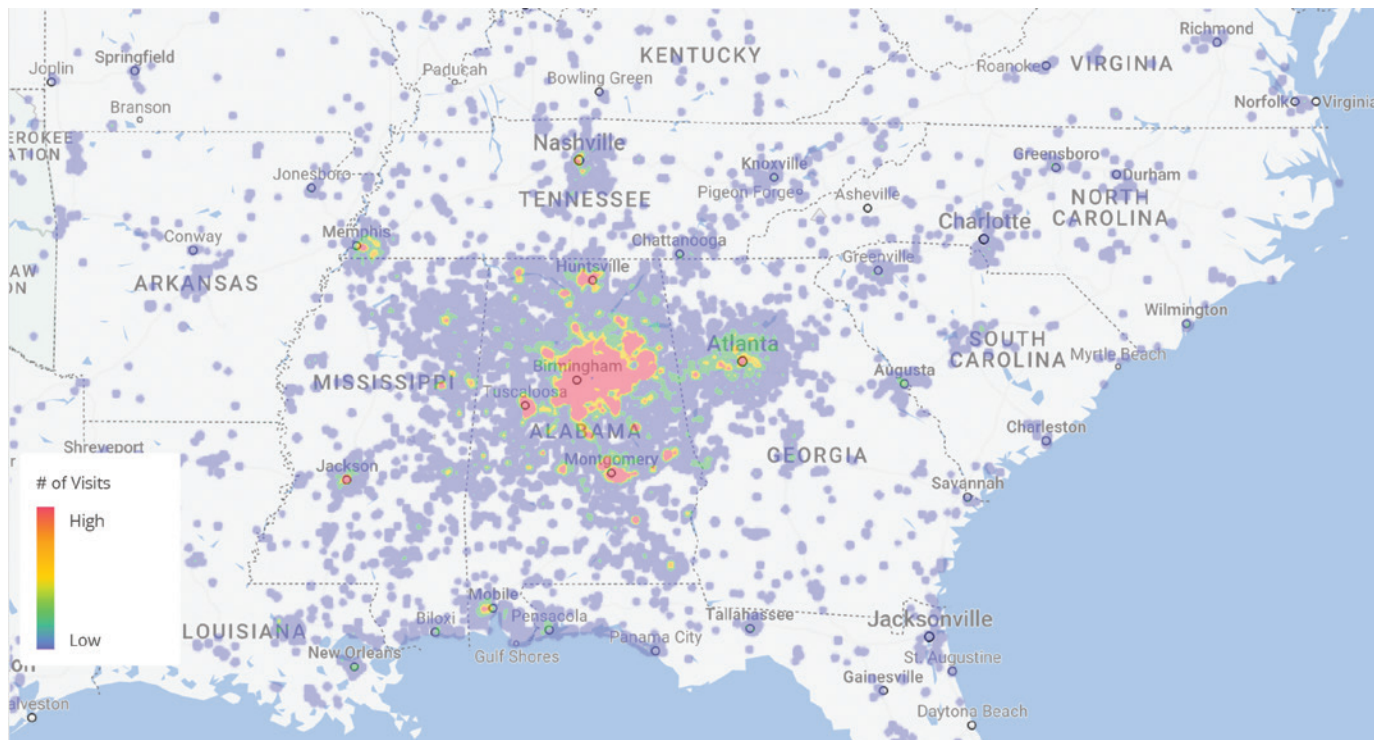 KENTUCKY
Richmond
VIRGINIA
Roanoke
Springfield
Joplin
Paducah
Bowling Green
Branson
Norfolk
Virginia
EROKEE
ATION
Nashville
Greensboro
Durham
Jonesboro
Knoxville
Pigeon Forge
Asheville
TENNESSEE
NORTH
CAROLINA
Charlotte
Memphis
Conway
Chattanooga
Greenville
Huntsville
AW
ON
ARKANSAS
Wilmington
Atlanta
SOUTH
CAROLINA
Myrtle Beach
Birmingham
Augusta
MISSISSIPPI
Tuscaloosa
ALABAMA
Charleston
Shreveport
GEORGIA
Montgomery
Jackson
Savannah
# of Visits
High
Low
r
Mobile
Biloxi
Pensacola
Tallahassee
Jacksonville
LOUISIANA
Panama City
New Orleans
Gulf Shores
St. Augustine
Gainesville
on
alveston
Daytona Beach